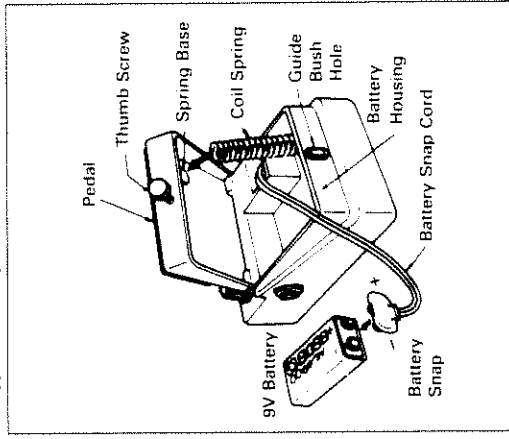 Pedal
Thumb Screw
Spring Base
Coil Spring
Guide
Bush
Hole
Battery
Housing
Battery Snap Cord
9V Battery
+
−
Battery
Snap